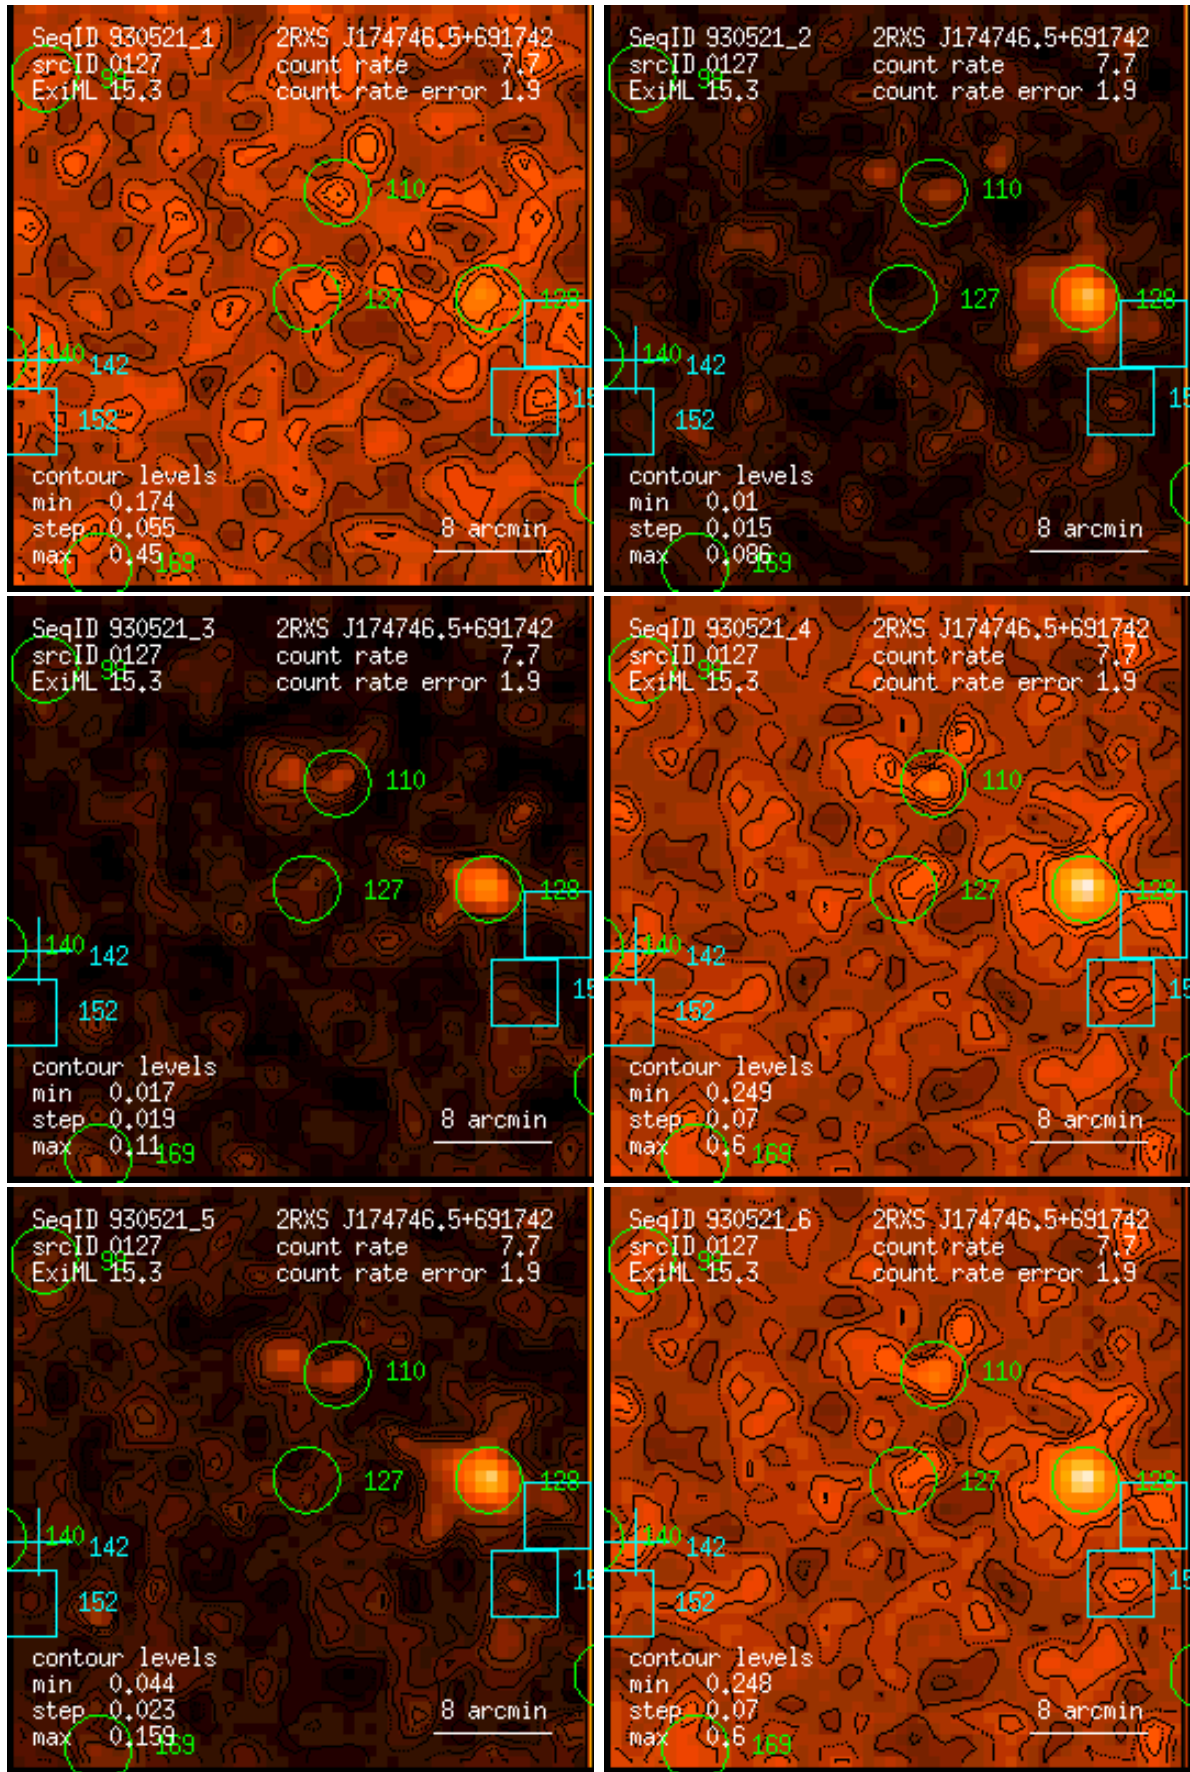 SeqID 930521_1 2RXS J174746.5+691742
srcID 0127 count rate 7.7
99
ExiML 15.3 count rate error 1.9
110
127
128
140
142
152
15
contour levels
min 0.174
step 0.055
max 0.45
169
8 arcmin
SeqID 930521_2 2RXS J174746.5+691742
srcID 0127 count rate 7.7
99
ExiML 15.3 count rate error 1.9
110
127
128
140
142
152
15
contour levels
min 0.01
step 0.015
max 0.086
169
8 arcmin
SeqID 930521_3 2RXS J174746.5+691742
srcID 0127 count rate 7.7
99
ExiML 15.3 count rate error 1.9
110
127
128
140
142
152
15
contour levels
min 0.017
step 0.019
max 0.11
169
8 arcmin
SeqID 930521_4 2RXS J174746.5+691742
srcID 0127 count rate 7.7
99
ExiML 15.3 count rate error 1.9
110
127
128
140
142
152
15
contour levels
min 0.249
step 0.07
max 0.6
169
8 arcmin
SeqID 930521_5 2RXS J174746.5+691742
srcID 0127 count rate 7.7
99
ExiML 15.3 count rate error 1.9
110
127
128
140
142
152
15
contour levels
min 0.044
step 0.023
max 0.159
169
8 arcmin
SeqID 930521_6 2RXS J174746.5+691742
srcID 0127 count rate 7.7
99
ExiML 15.3 count rate error 1.9
110
127
128
140
142
152
15
contour levels
min 0.248
step 0.07
max 0.6
169
8 arcmin